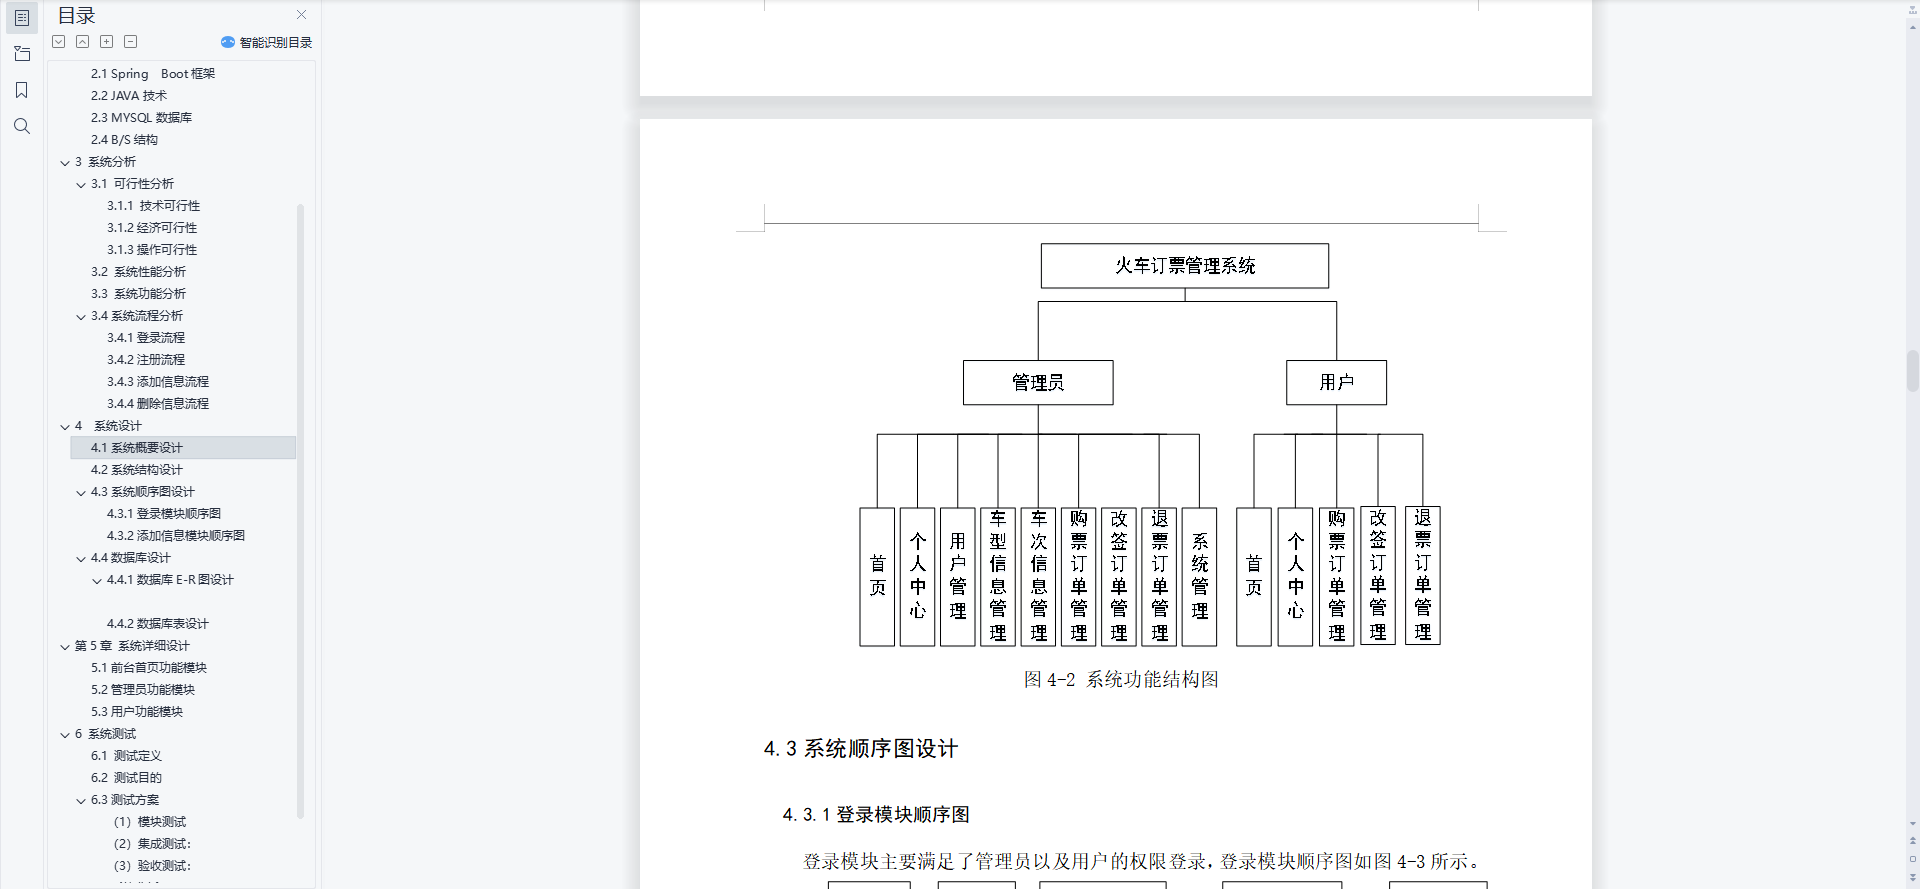 目录
智能识别目录
2.1 Spring Boot 框架
2.2 JAVA 技术
2.3 MYSQL 数据库
2.4 B/S 结构
3 系统分析
3.1 可行性分析
3.1.1 技术可行性
3.1.2 经济可行性
3.1.3 操作可行性
3.2 系统性能分析
3.3 系统功能分析
3.4 系统流程分析
3.4.1 登录流程
3.4.2 注册流程
3.4.3 添加信息流程
3.4.4 删除信息流程
4 系统设计
4.1 系统概要设计
4.2 系统结构设计
4.3 系统顺序图设计
4.3.1 登录模块顺序图
4.3.2 添加信息模块顺序图
4.4 数据库设计
4.4.1 数据库 E-R 图设计
4.4.2 数据库表设计
第 5 章 系统详细设计
5.1 前台首页功能模块
5.2 管理员功能模块
5.3 用户功能模块
6 系统测试
6.1 测试定义
6.2 测试目的
6.3 测试方案
（1）模块测试
（2）集成测试：
（3）验收测试：
火车订票管理系统
管理员
用户
首页
个人中心
用户管理
车型信息管理
车次信息管理
购票订单管理
改签订单管理
退票订单管理
系统管理
首页
个人中心
购票订单管理
改签订单管理
退票订单管理
图 4-2 系统功能结构图
4.3 系统顺序图设计
4.3.1 登录模块顺序图
登录模块主要满足了管理员以及用户的权限登录，登录模块顺序图如图 4-3 所示。